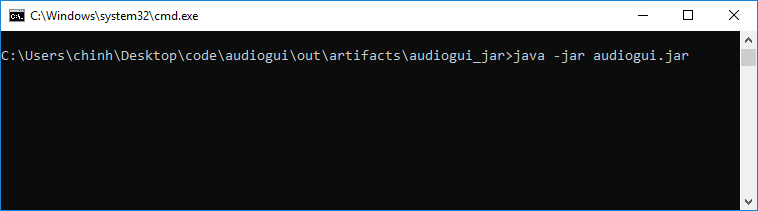 C:\Windows\system32\cmd.exe
C:\Users\chinh\Desktop\code\audiogui\out\artifacts\audiogui_jar>java -jar audiogui.jar